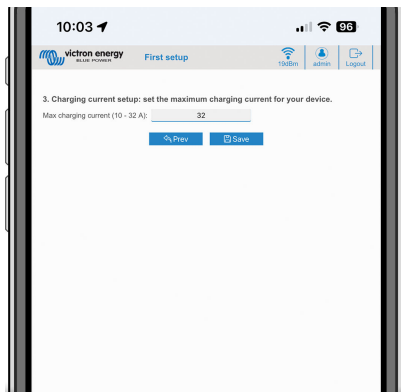 10:03
96
victron energy
BLUE POWER
First setup
19dBm
admin
Logout
3. Charging current setup: set the maximum charging current for your device.
Max charging current (10 - 32 A):
32
Prev
Save